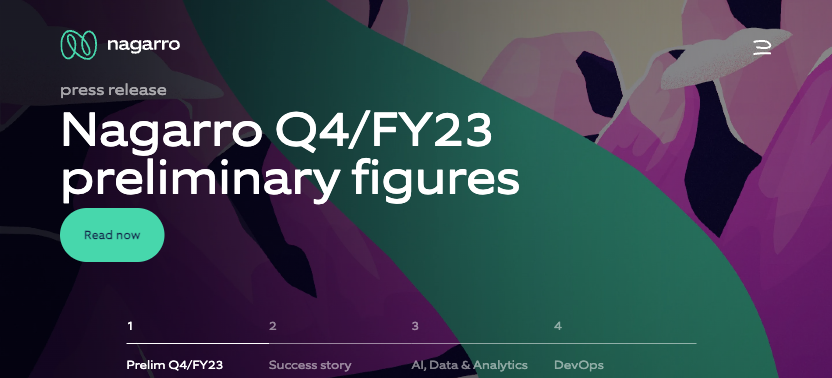 nagarro
press release
Nagarro Q4/FY23
preliminary figures
Read now
1 2 3 4
Prelim Q4/FY23 Success story AI, Data & Analytics DevOps